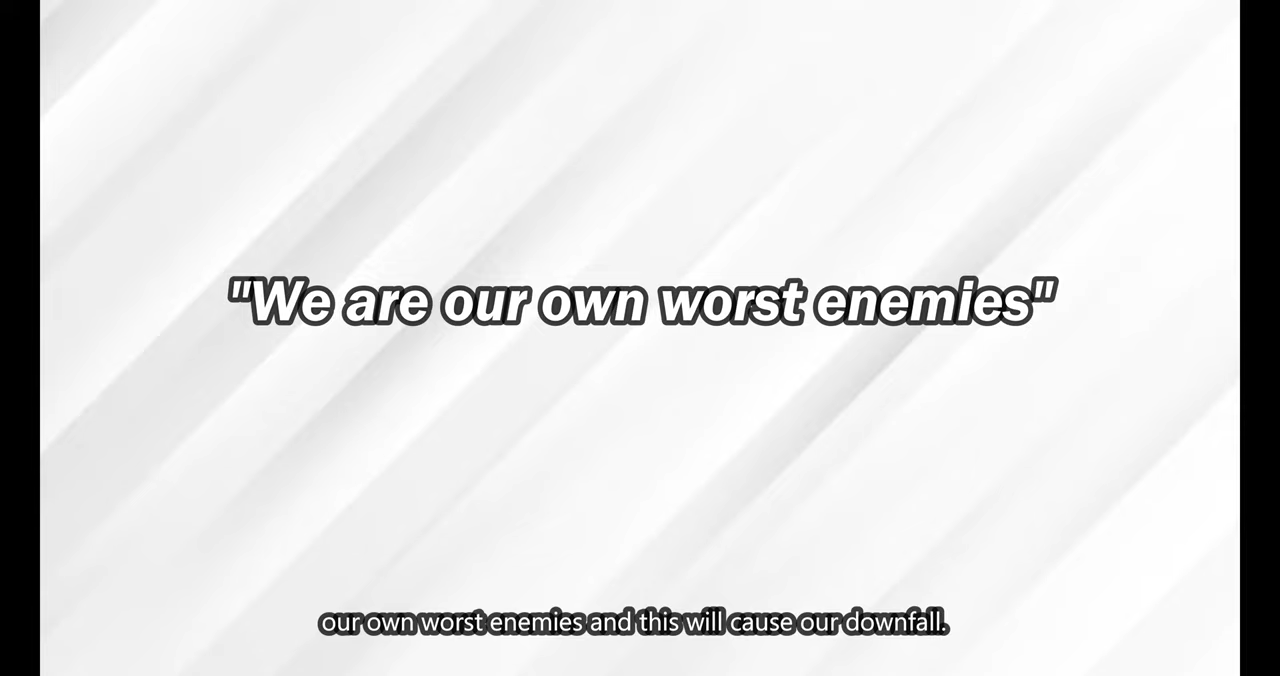 "We are our own worst enemies"
our own worst enemies and this will cause our downfall.